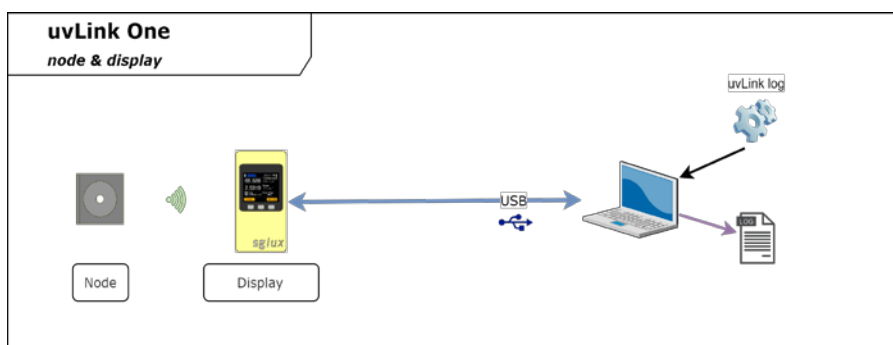 uvLink One
node & display
uvLink log
USB
LOG
sglux
Node
Display